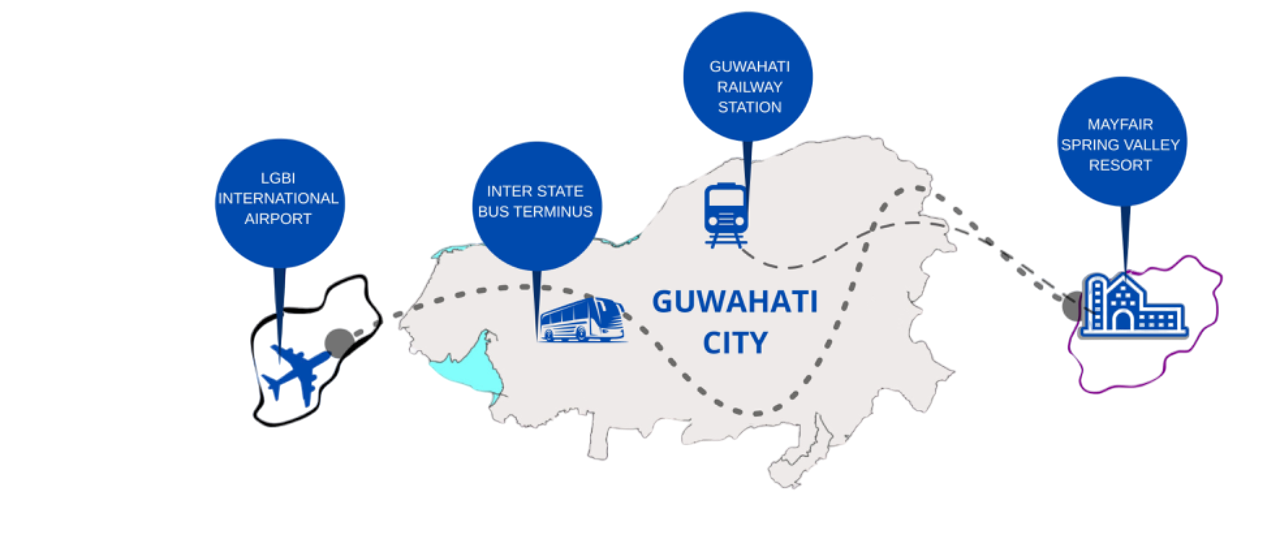 GUWAHATI
RAILWAY
STATION
MAYFAIR
SPRING VALLEY
RESORT
LGBI
INTERNATIONAL
AIRPORT
INTER STATE
BUS TERMINUS
GUWAHATI
CITY